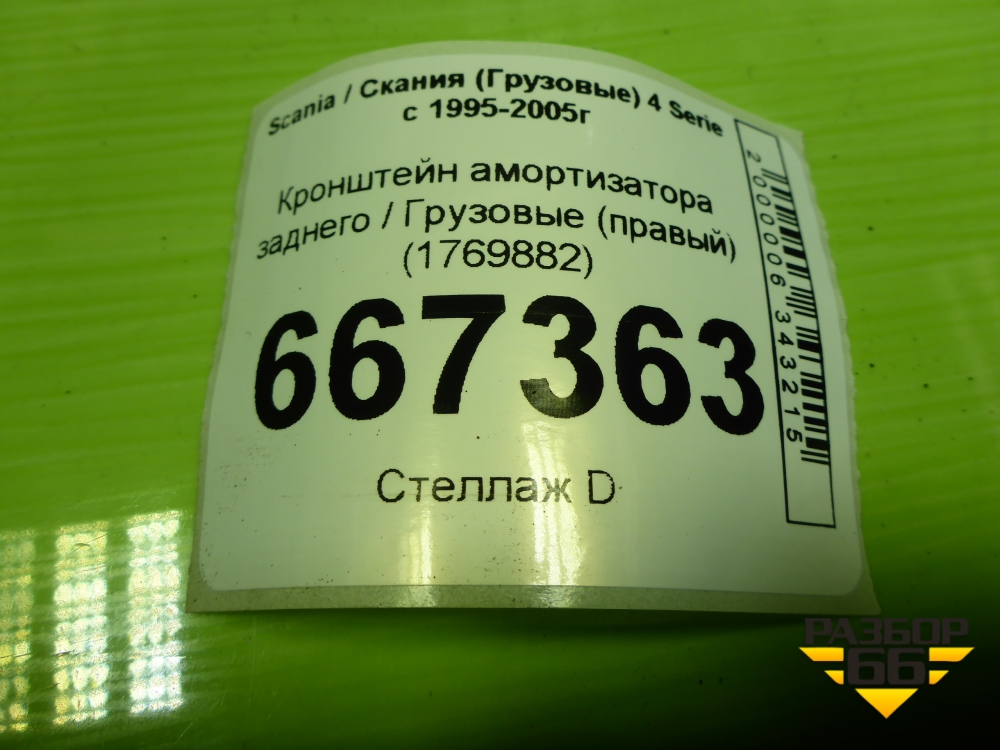 Scania / Скания (Грузовые) 4 Serie
с 1995-2005г
Кронштейн амортизатора
заднего / Грузовые (правый)
(1769882)
667363
Стеллаж D
2000006343215
РАЗБОР
66